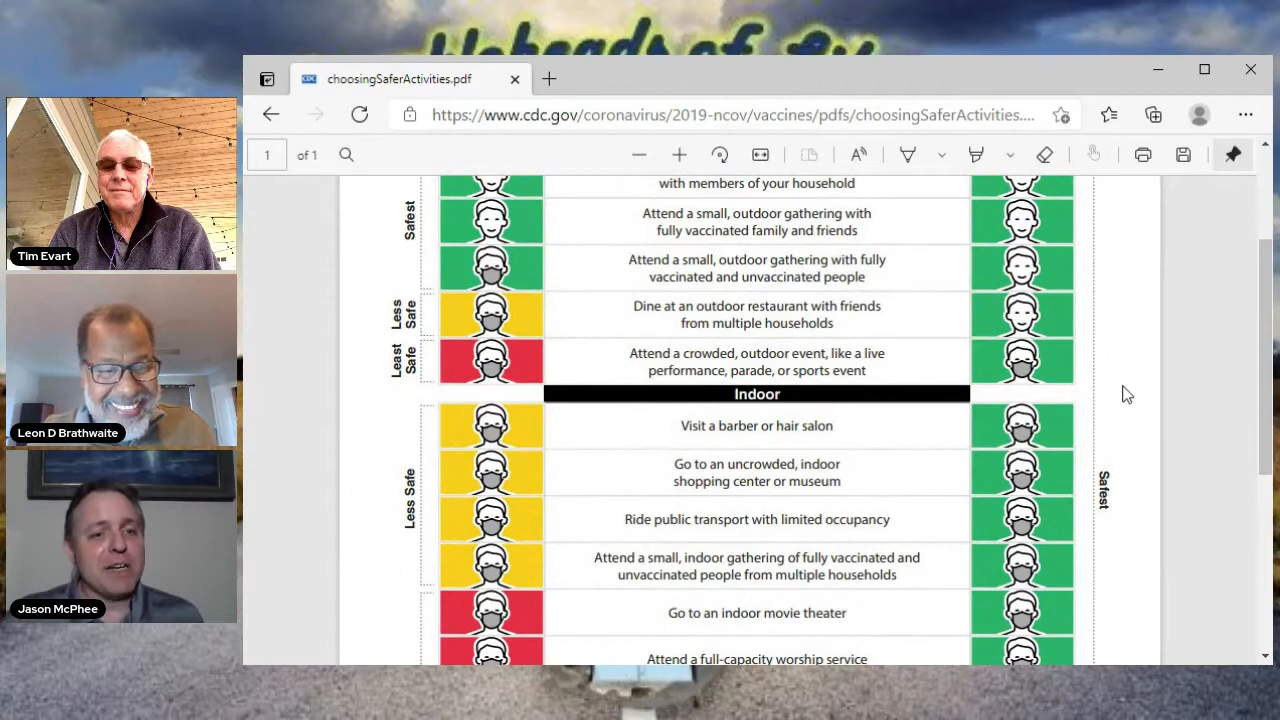 choosingSaferActivities.pdf
https://www.cdc.gov/coronavirus/2019-ncov/vaccines/pdfs/choosingSaferActivities....
1
of 1
with members of your household
Safest
Attend a small, outdoor gathering with
fully vaccinated family and friends
Attend a small, outdoor gathering with fully
vaccinated and unvaccinated people
Less
Safe
Dine at an outdoor restaurant with friends
from multiple households
Least
Safe
Attend a crowded, outdoor event, like a live
performance, parade, or sports event
Indoor
Less Safe
Visit a barber or hair salon
Go to an uncrowded, indoor
shopping center or museum
Safest
Ride public transport with limited occupancy
Attend a small, indoor gathering of fully vaccinated and
unvaccinated people from multiple households
Go to an indoor movie theater
Attend a full-capacity worship service
Tim Evart
Leon D Brathwaite
Jason McPhee